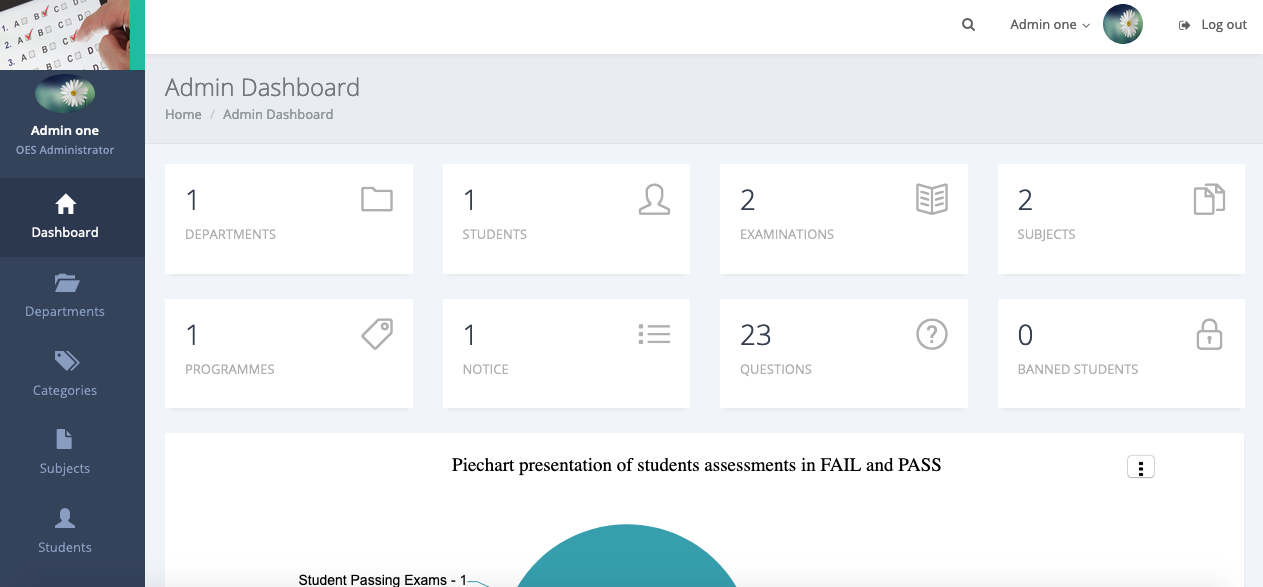 1. A B C D
2. A B C D
3. A B C D
Admin one
Log out
Admin one
OES Administrator
Dashboard
Departments
Categories
Subjects
Students
Admin Dashboard
Home / Admin Dashboard
1
DEPARTMENTS
1
STUDENTS
2
EXAMINATIONS
2
SUBJECTS
1
PROGRAMMES
1
NOTICE
23
QUESTIONS
0
BANNED STUDENTS
Piechart presentation of students assessments in FAIL and PASS
Student Passing Exams - 1